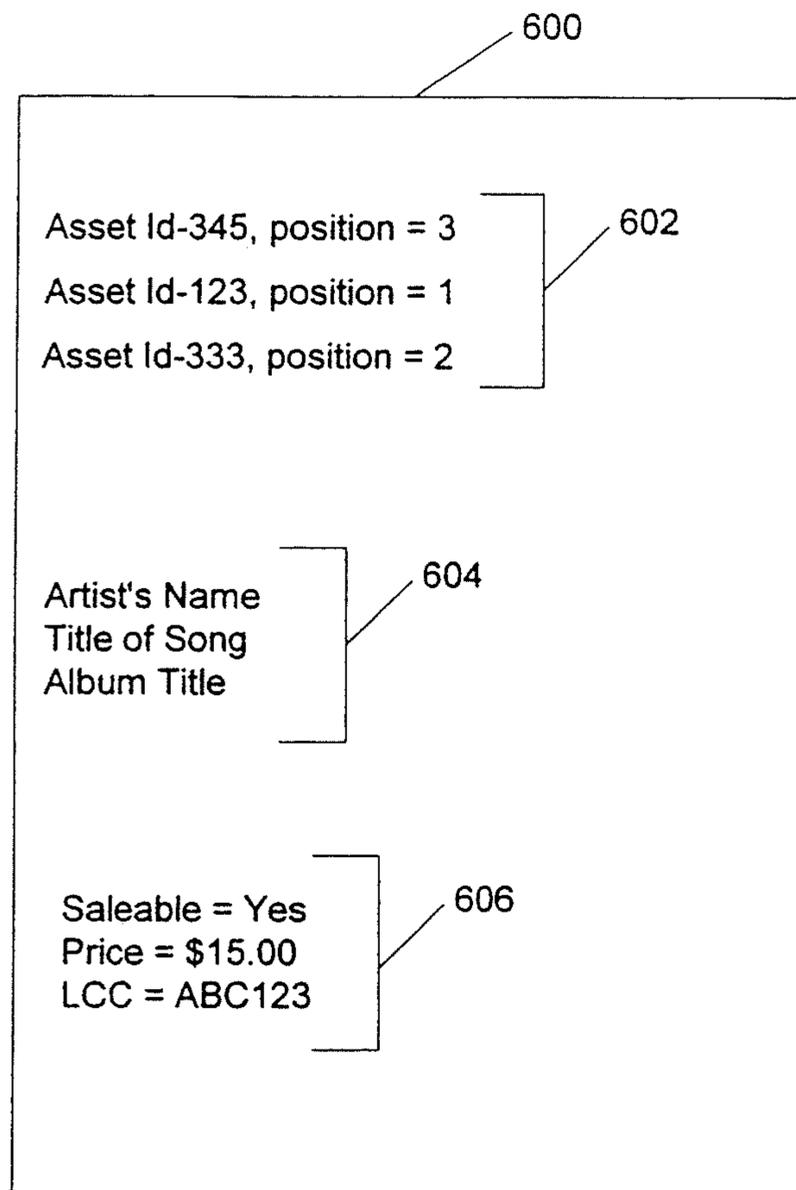 600
Asset Id-345, position = 3
602
Asset Id-123, position = 1
Asset Id-333, position = 2
604
Artist's Name
Title of Song
Album Title
606
Saleable = Yes
Price = $15.00
LCC = ABC123